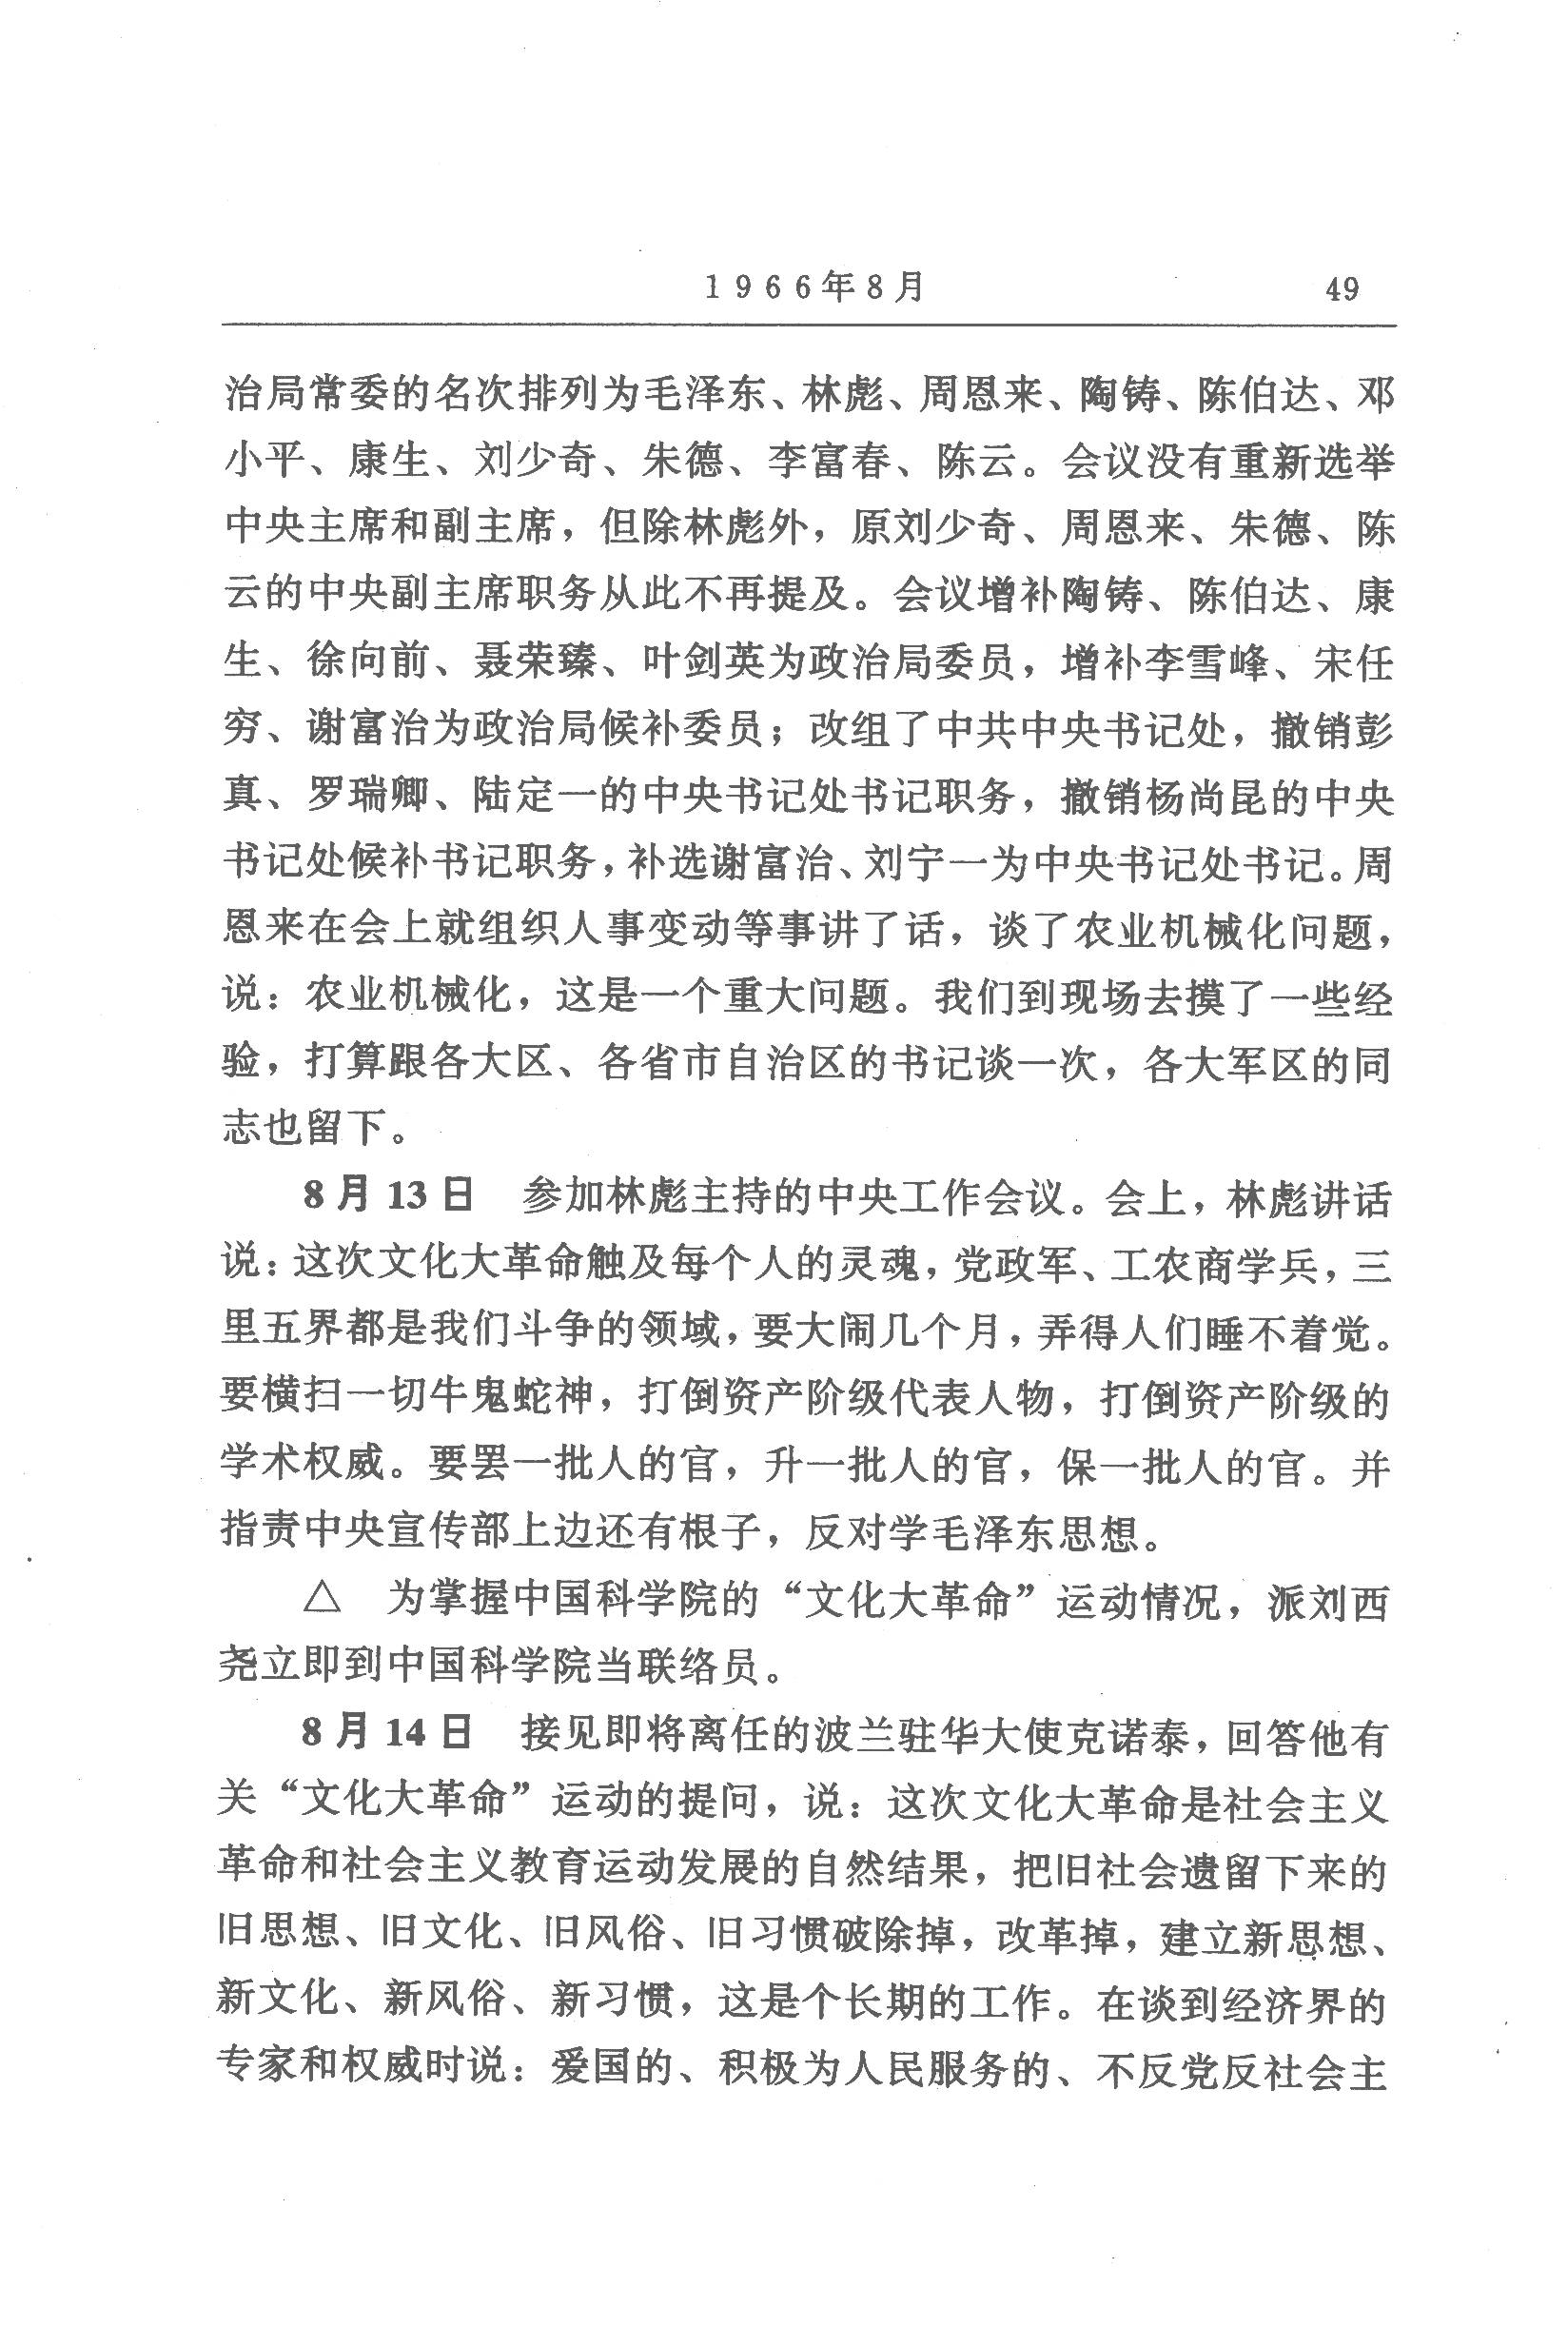 1966年8月 49
治局常委的名次排列为毛泽东、林彪、周恩来、陶铸、陈伯达、邓
小平、康生、刘少奇、朱德、李富春、陈云。会议没有重新选举
中央主席和副主席，但除林彪外，原刘少奇、周恩来、朱德、陈
云的中央副主席职务从此不再提及。会议增补陶铸、陈伯达、康
生、徐向前、聂荣臻、叶剑英为政治局委员，增补李雪峰、宋任
穷、谢富治为政治局候补委员；改组了中共中央书记处，撤销彭
真、罗瑞卿、陆定一的中央书记处书记职务，撤销杨尚昆的中央
书记处候补书记职务，补选谢富治、刘宁一为中央书记处书记。周
恩来在会上就组织人事变动等事讲了话，谈了农业机械化问题，
说：农业机械化，这是一个重大问题。我们到现场去摸了一些经
验，打算跟各大区、各省市自治区的书记谈一次，各大军区的同
志也留下。
8月13日 参加林彪主持的中央工作会议。会上，林彪讲话
说：这次文化大革命触及每个人的灵魂，党政军、工农商学兵，三
里五界都是我们斗争的领域，要大闹几个月，弄得人们睡不着觉。
要横扫一切牛鬼蛇神，打倒资产阶级代表人物，打倒资产阶级的
学术权威。要罢一批人的官，升一批人的官，保一批人的官。并
指责中央宣传部上边还有根子，反对学毛泽东思想。
△ 为掌握中国科学院的“文化大革命”运动情况，派刘西
尧立即到中国科学院当联络员。
8月14日 接见即将离任的波兰驻华大使克诺泰，回答他有
关“文化大革命”运动的提问，说：这次文化大革命是社会主义
革命和社会主义教育运动发展的自然结果，把旧社会遗留下来的
旧思想、旧文化、旧风俗、旧习惯破除掉，改革掉，建立新思想、
新文化、新风俗、新习惯，这是个长期的工作。在谈到经济界的
专家和权威时说：爱国的、积极为人民服务的、不反党反社会主